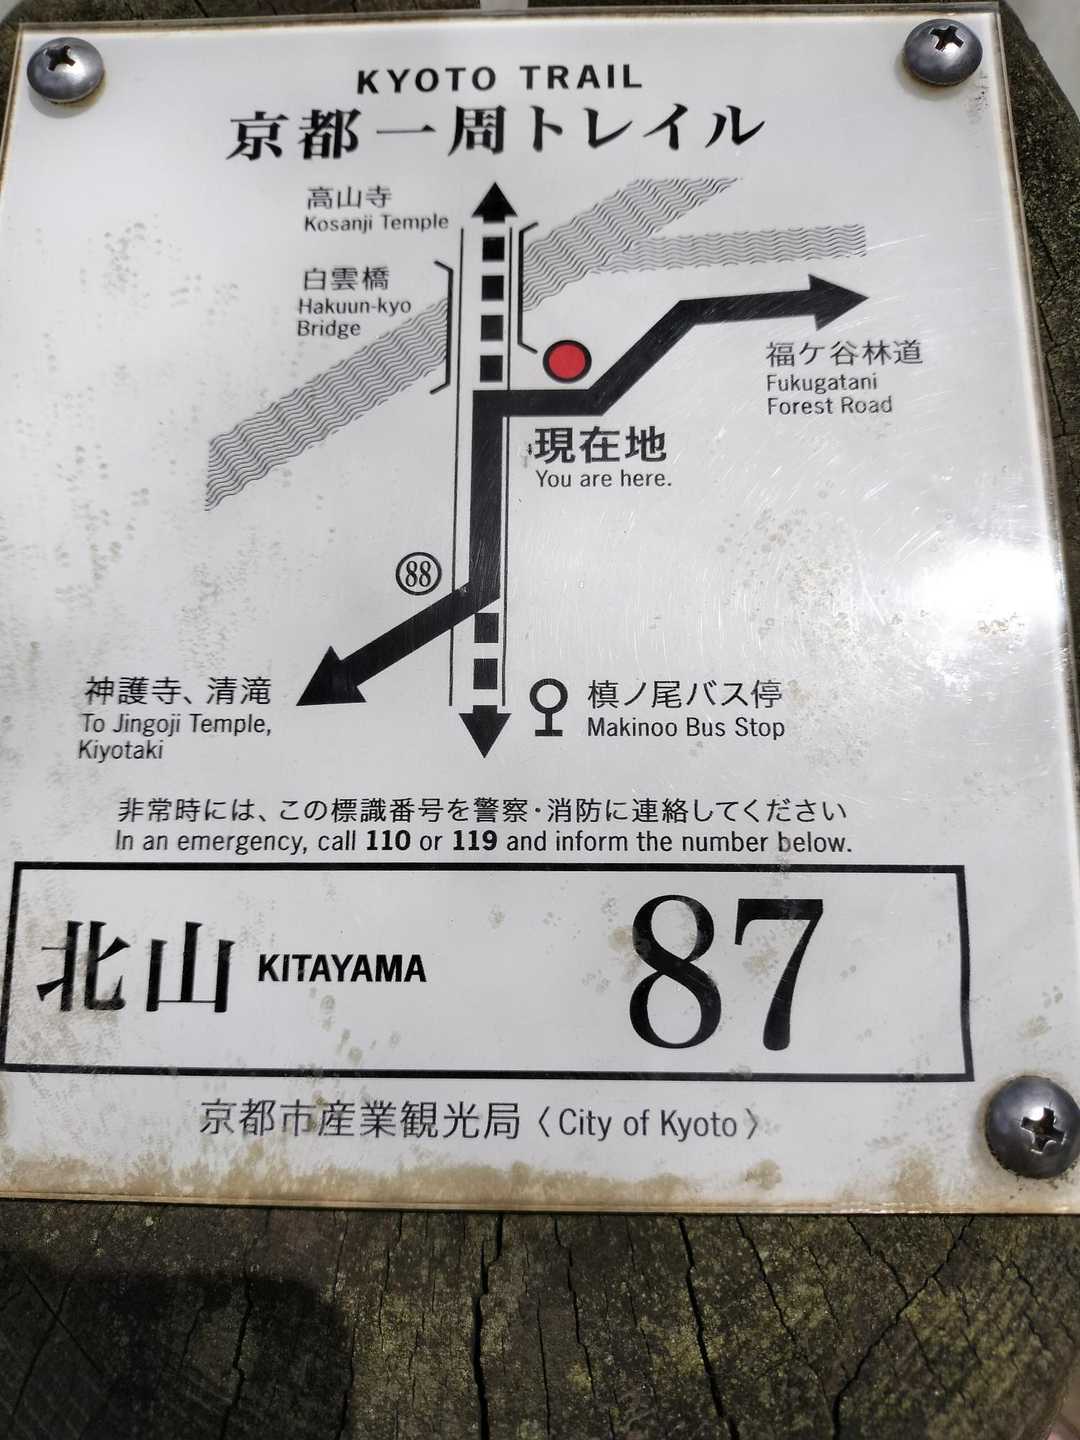 KYOTO TRAIL
京都一周トレイル
高山寺
Kosanji Temple
白雲橋
Hakuun-kyo
Bridge
福ケ谷林道
Fukugatani
Forest Road
現在地
You are here.
88
神護寺、清滝
To Jingoji Temple,
Kiyotaki
槙ノ尾バス停
Makinoo Bus Stop
非常時には、この標識番号を警察・消防に連絡してください
In an emergency, call 110 or 119 and inform the number below.
北山 KITAYAMA 87
京都市産業観光局〈City of Kyoto〉